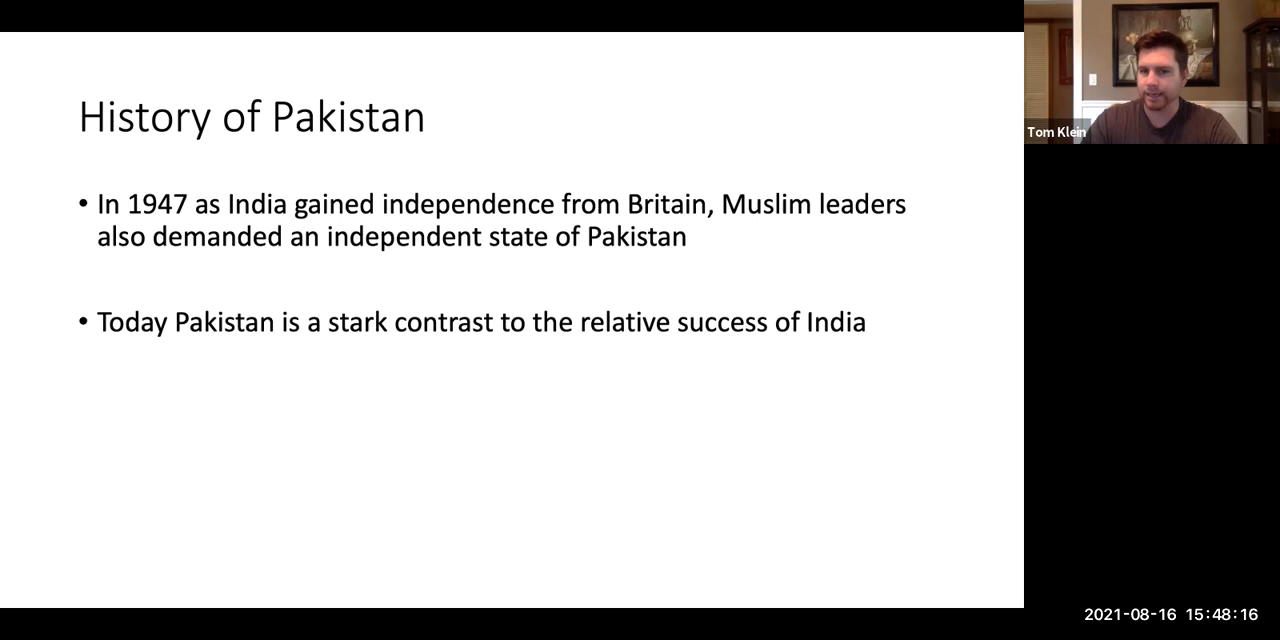 History of Pakistan
• In 1947 as India gained independence from Britain, Muslim leaders
also demanded an independent state of Pakistan
• Today Pakistan is a stark contrast to the relative success of India
Tom Klein
2021-08-16 15:48:16